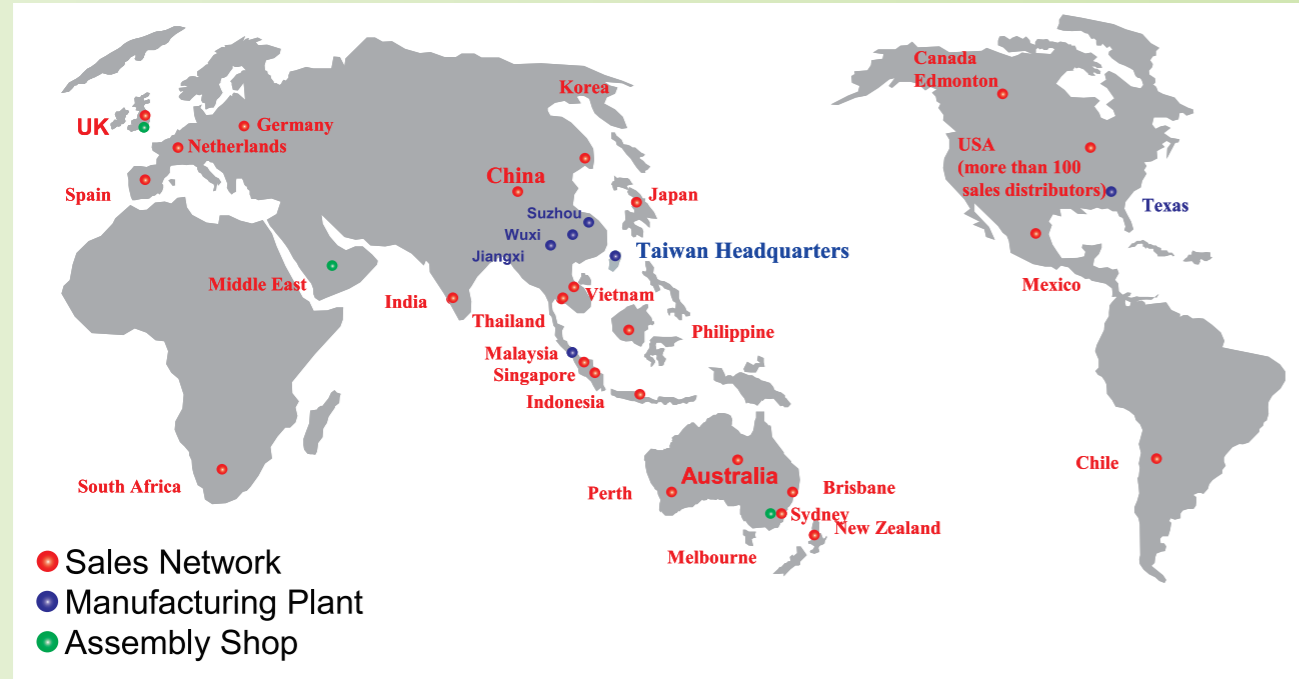 Canada
Edmonton
Korea
UK
Germany
Netherlands
USA
(more than 100
sales distributors)
China
Spain
Japan
Texas
Suzhou
Wuxi
Jiangxi
Taiwan Headquarters
Middle East
Mexico
India
Vietnam
Thailand
Philippine
Malaysia
Singapore
Indonesia
Chile
Australia
South Africa
Perth
Brisbane
Sydney
New Zealand
Melbourne
Sales Network
Manufacturing Plant
Assembly Shop